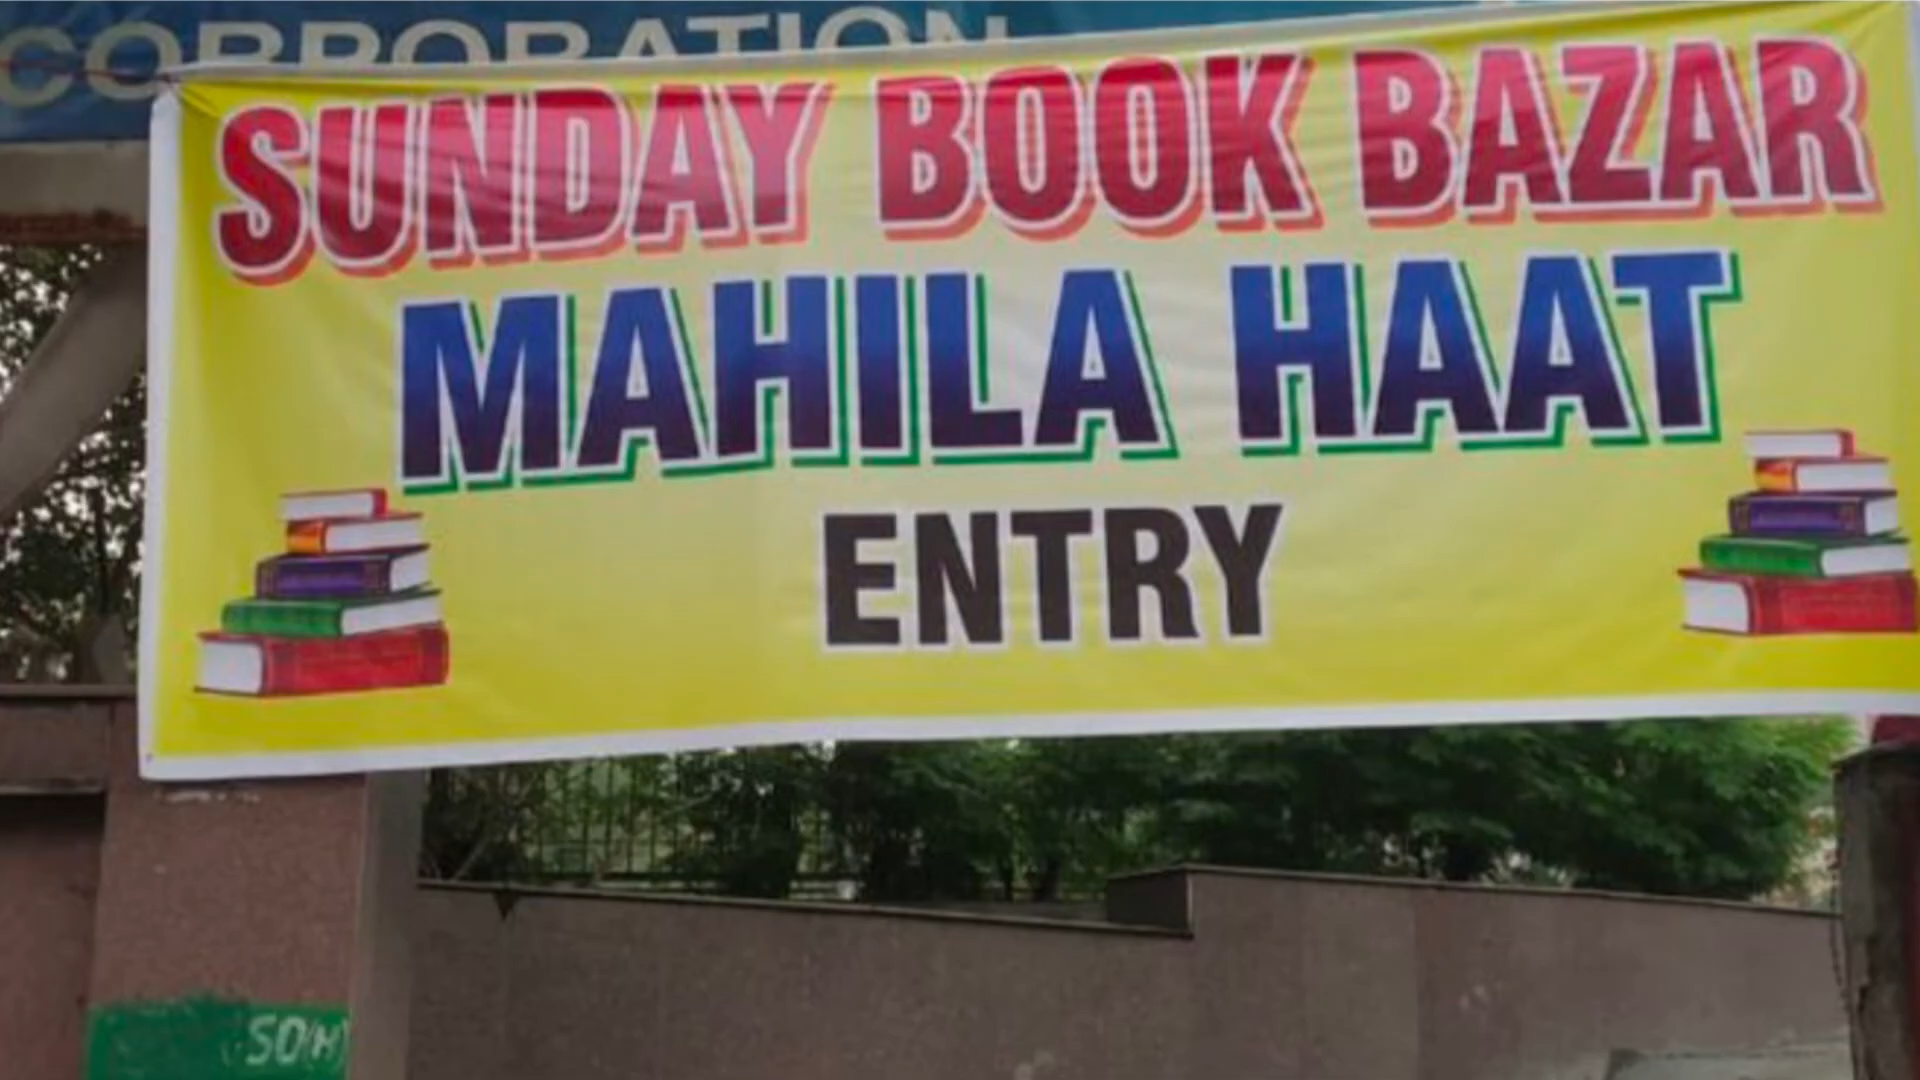 CORPORATION
SUNDAY BOOK BAZAR
MAHILA HAAT
ENTRY
SO(H)